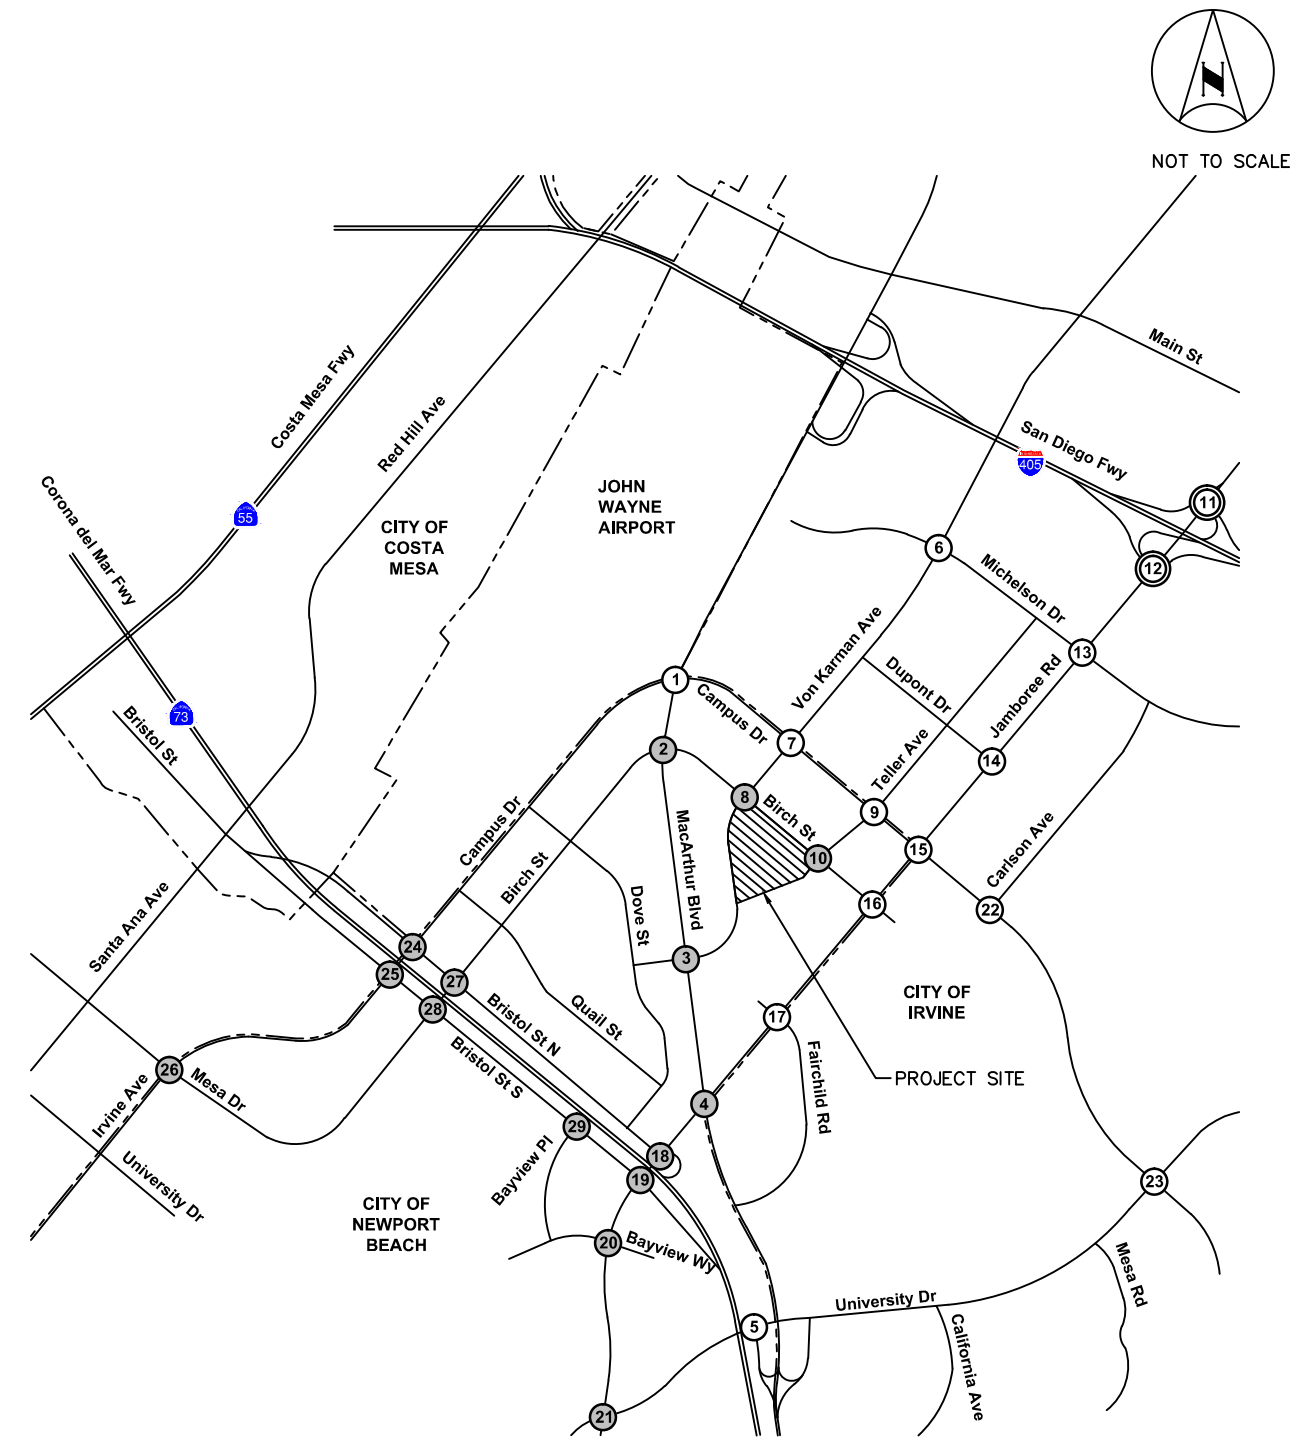 N
NOT TO SCALE
Main St
Costa Mesa Fwy
Red Hill Ave
San Diego Fwy
405
Corona del Mar Fwy
55
JOHN
WAYNE
AIRPORT
CITY OF
COSTA
MESA
11
12
6
Michelson Dr
13
Von Karman Ave
Dupont Dr
Jamboree Rd
1
Campus Dr
73
Bristol St
7
2
Teller Ave
14
8
Birch St
9
MacArthur Blvd
Campus Dr
15
10
Carlson Ave
Birch St
Santa Ana Ave
Dove St
16
22
24
3
25
27
28
CITY OF
IRVINE
Quail St
17
Bristol St N
Bristol St S
Fairchild Rd
26
Mesa Dr
Irvine Ave
PROJECT SITE
4
29
University Dr
Bayview Pl
18
19
23
CITY OF
NEWPORT
BEACH
20
Bayview Wy
Mesa Rd
University Dr
5
California Ave
21